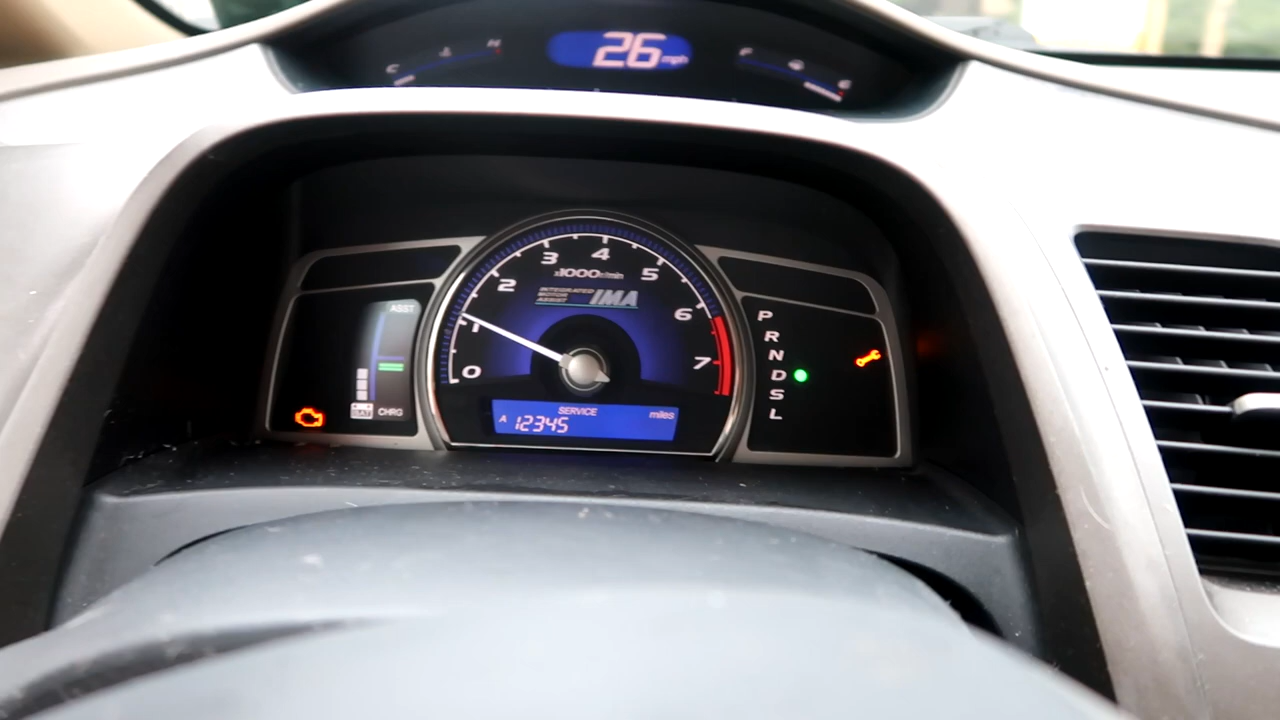 C H
26 mph
F E
ASST
BAT CHRG
0 1 2 3 4 5 6 7
x1000r/min
INTEGRATED
MOTOR
ASSIST
IMA
SERVICE
A 12345 miles
P
R
N
D
S
L